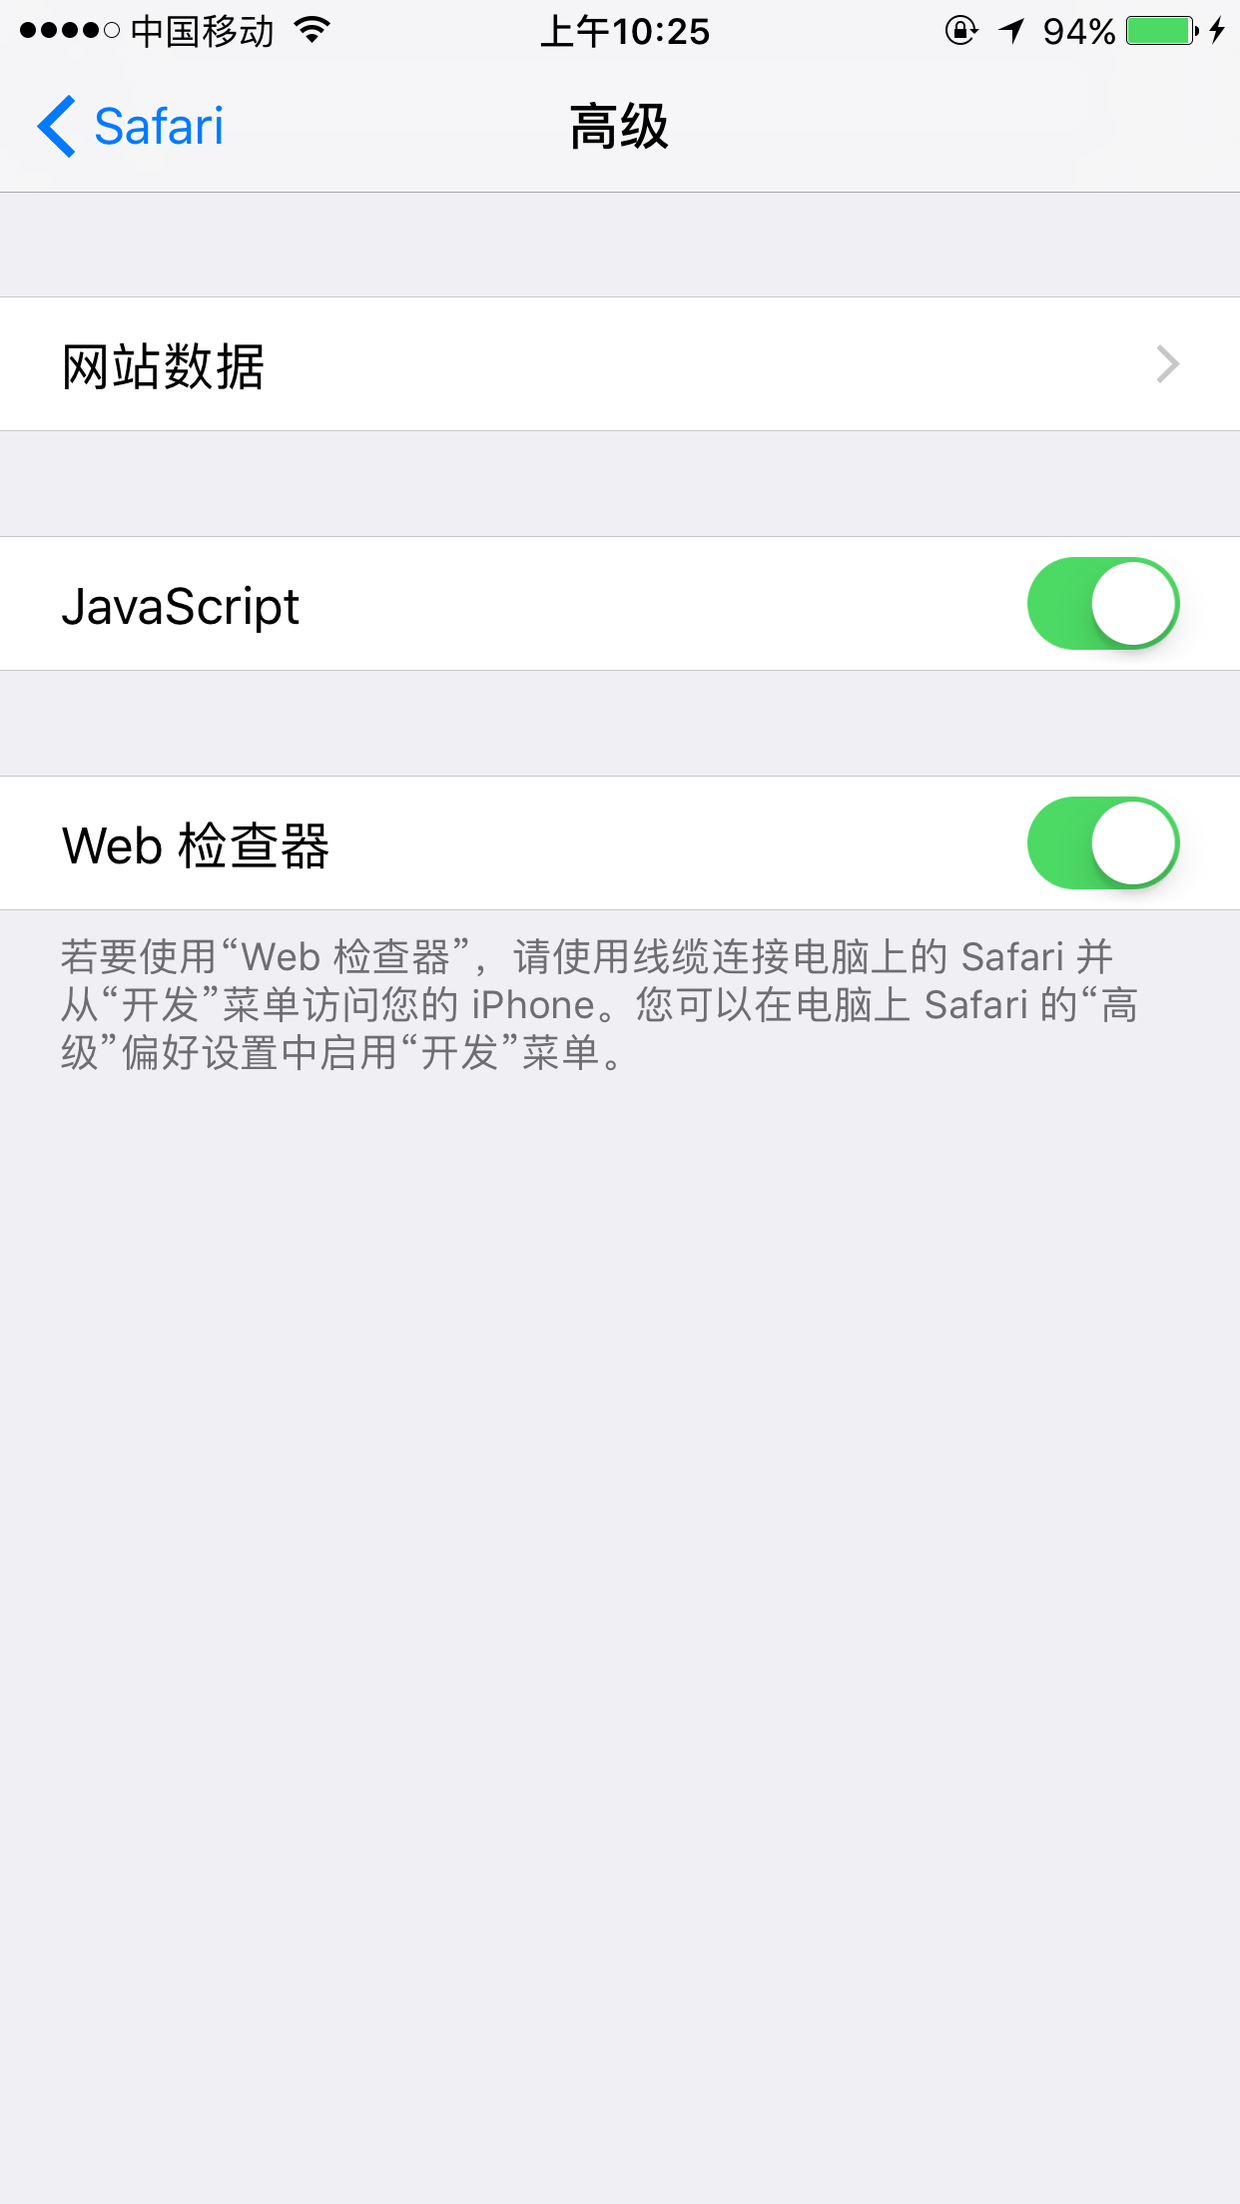 中国移动
上午10:25
94%
Safari
高级
网站数据
JavaScript
Web 检查器
若要使用“Web 检查器”，请使用线缆连接电脑上的 Safari 并
从“开发”菜单访问您的 iPhone。您可以在电脑上 Safari 的“高
级”偏好设置中启用“开发”菜单。